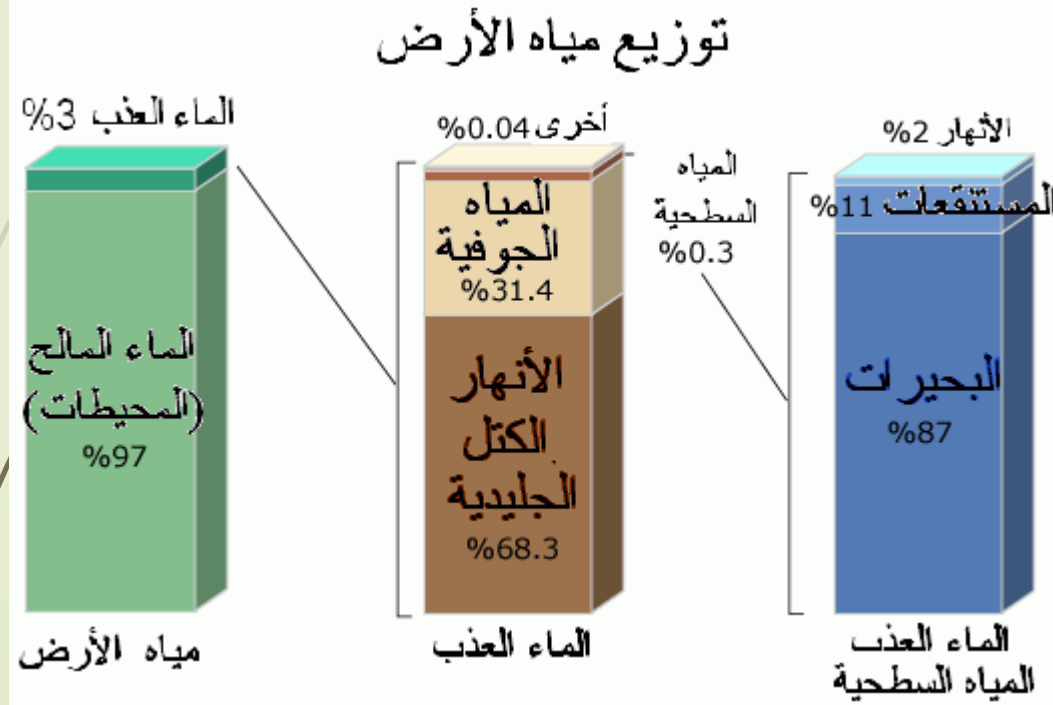 توزيع مياه الأرض
الماء العذب 3%
الماء المالح
(المحيطات)
97%
مياه الأرض
أخرى 0.04%
المياه
الجوفية
31.4%
الأنهار
الكتل
الجليدية
68.3%
الماء العذب
المياه
السطحية
0.3%
الأنهار 2%
المستنقعات 11%
البحيرات
87%
الماء العذب
المياه السطحية